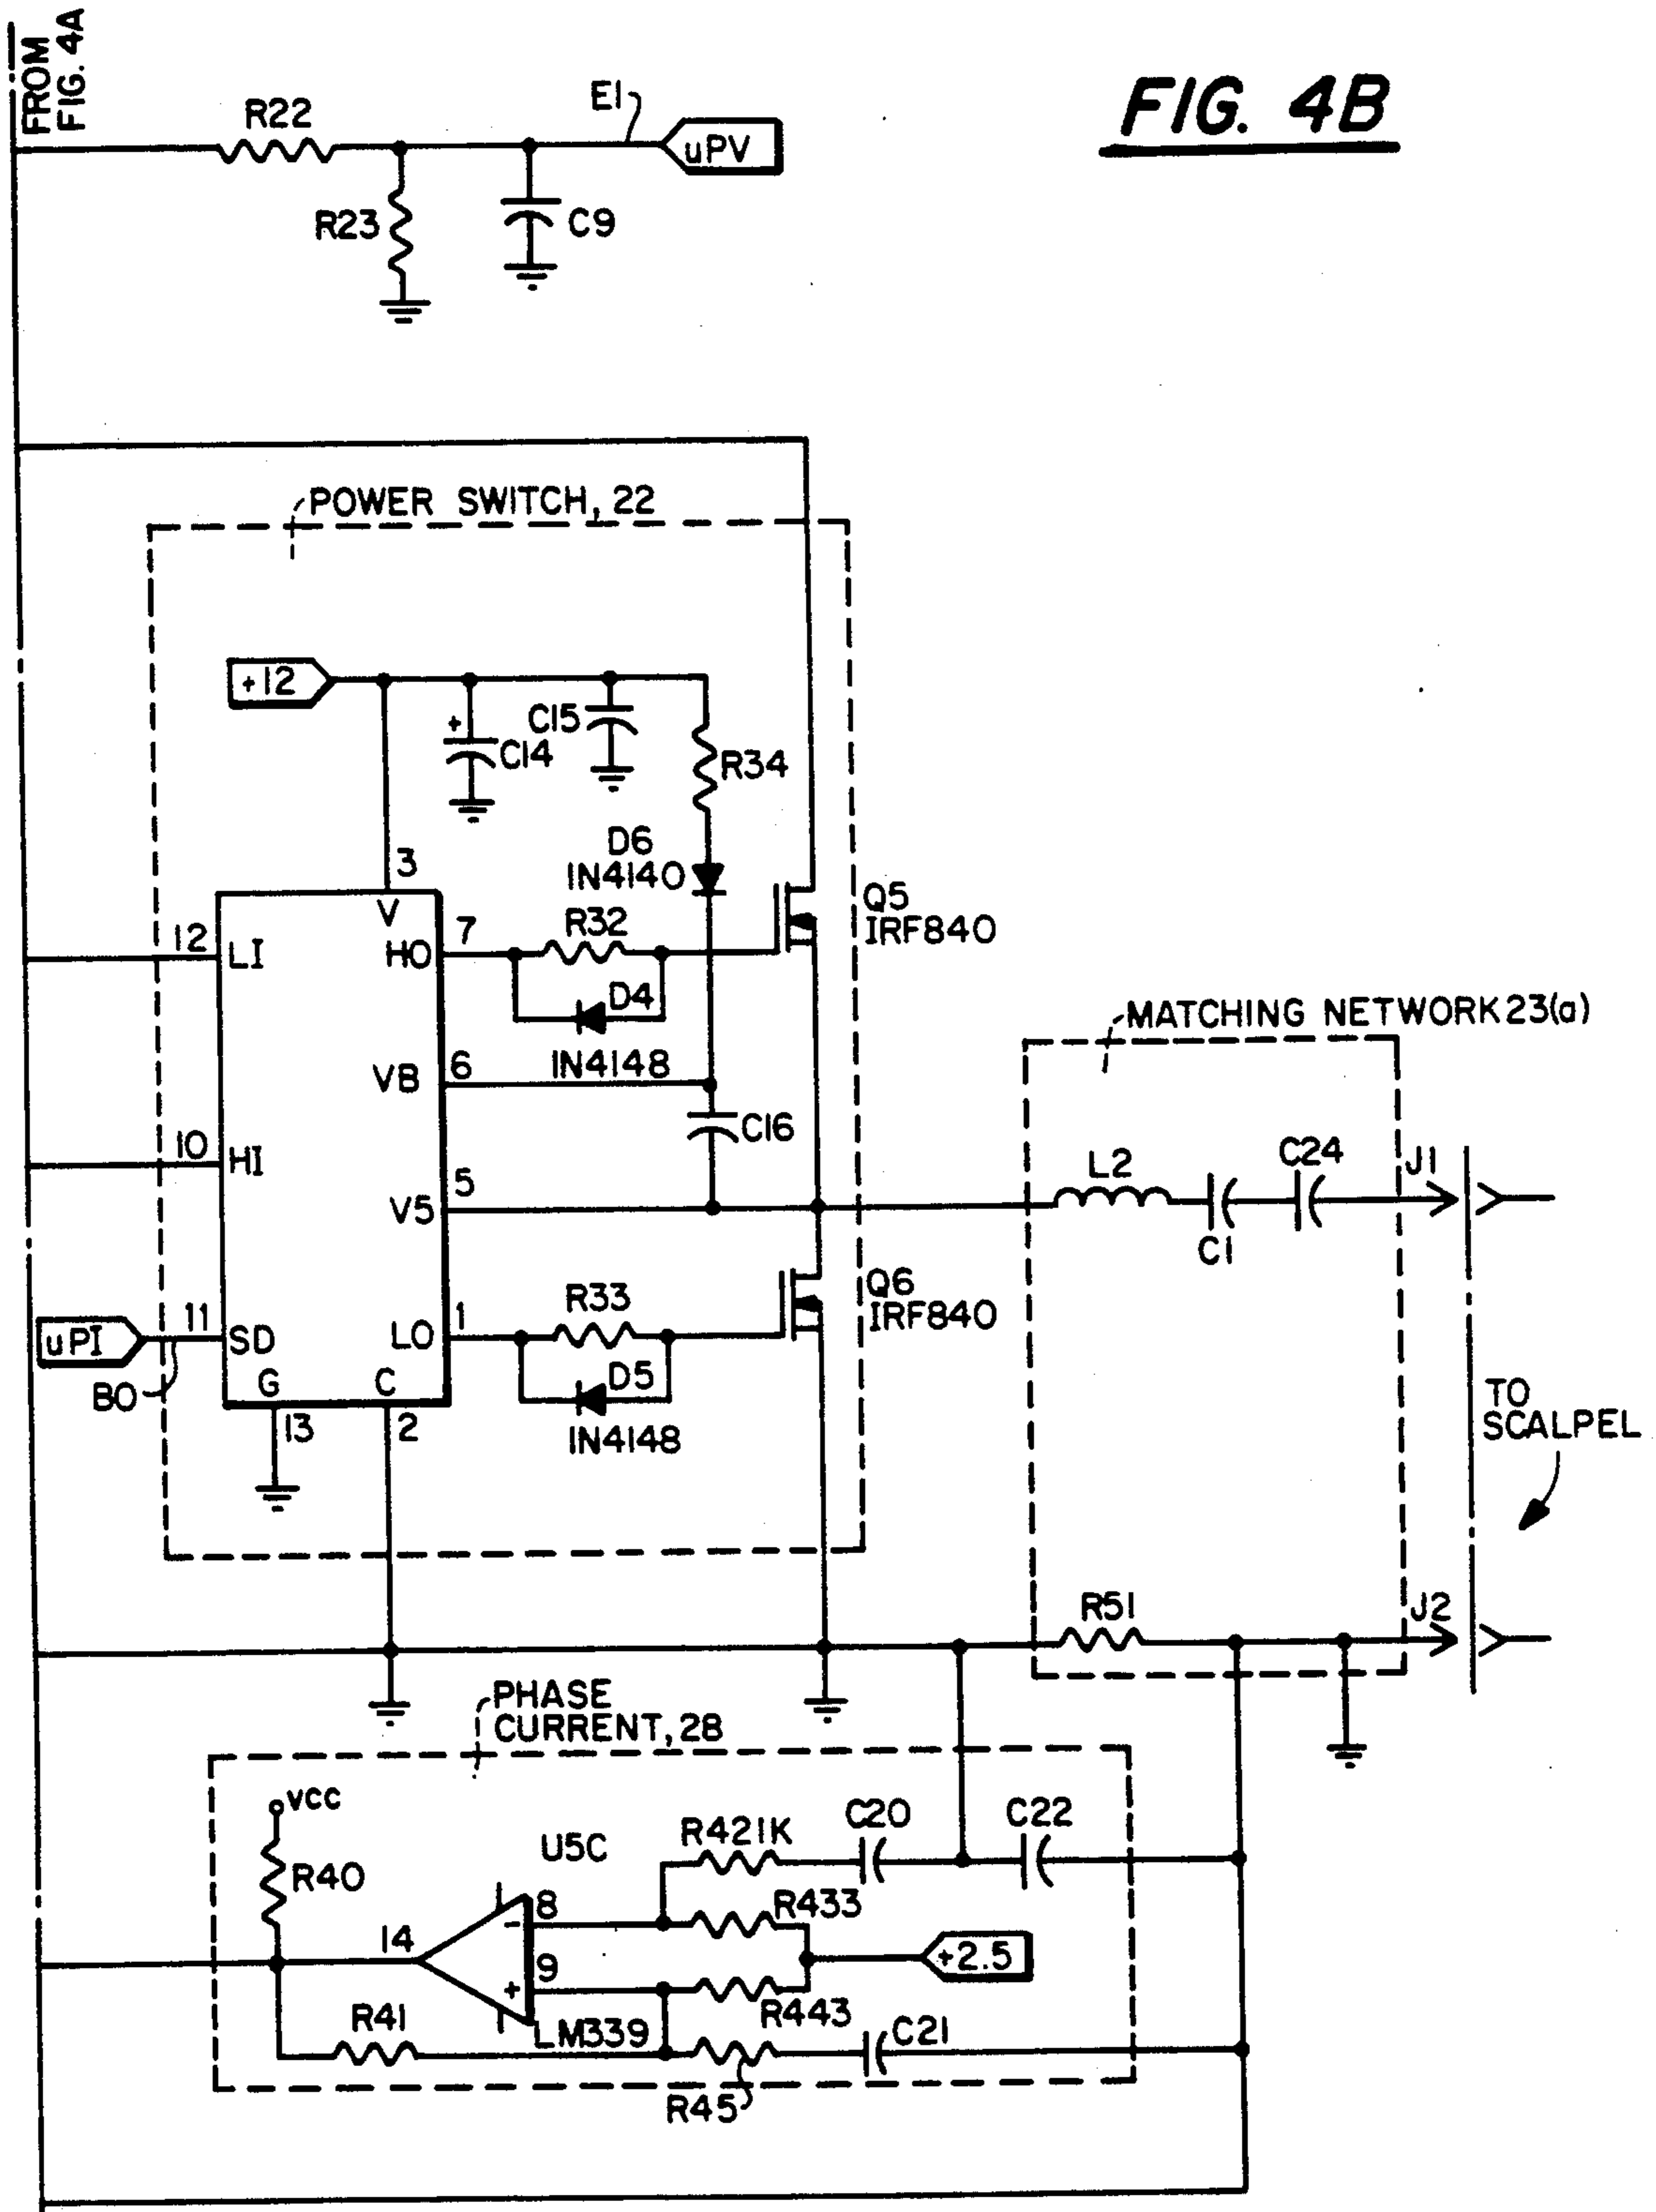 FROM
FIG. 4A
FIG. 4B
R22
E1
uPV
R23
C9
POWER SWITCH, 22
+12
+
C14
C15
R34
D6
IN4140
3
V
12
LI
HO
7
R32
Q5
IRF840
D4
IN4148
VB
6
C16
10
HI
V5
5
MATCHING NETWORK 23(a)
L2
C1
C24
J1
uPI
BO
11
SD
LO
1
R33
Q6
IRF840
D5
IN4148
G
13
C
2
TO
SCALPEL
R51
J2
PHASE
CURRENT, 28
vcc
R40
U5C
R421K
C20
C22
14
-
8
R433
+2.5
+
9
R443
R41
LM339
C21
R45